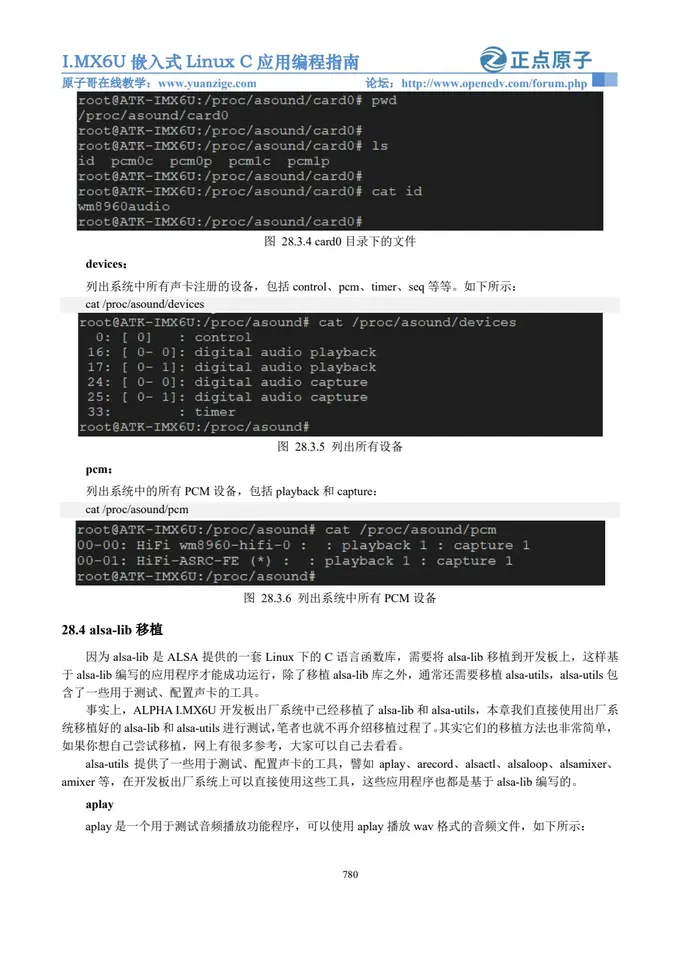 I.MX6U 嵌入式 Linux C 应用编程指南
正点原子
原子哥在线教学：www.yuanzige.com 论坛：http://www.openedv.com/forum.php
root@ATK-IMX6U:/proc/asound/card0# pwd
/proc/asound/card0
root@ATK-IMX6U:/proc/asound/card0#
root@ATK-IMX6U:/proc/asound/card0# ls
id pcm0c pcm0p pcm1c pcm1p
root@ATK-IMX6U:/proc/asound/card0#
root@ATK-IMX6U:/proc/asound/card0# cat id
wm8960audio
root@ATK-IMX6U:/proc/asound/card0#
图 28.3.4 card0 目录下的文件
devices：
列出系统中所有声卡注册的设备，包括 control、pcm、timer、seq 等等。如下所示：
cat /proc/asound/devices
root@ATK-IMX6U:/proc/asound# cat /proc/asound/devices
0: [ 0] : control
16: [ 0- 0]: digital audio playback
17: [ 0- 1]: digital audio playback
24: [ 0- 0]: digital audio capture
25: [ 0- 1]: digital audio capture
33: : timer
root@ATK-IMX6U:/proc/asound#
图 28.3.5 列出所有设备
pcm：
列出系统中的所有 PCM 设备，包括 playback 和 capture：
cat /proc/asound/pcm
root@ATK-IMX6U:/proc/asound# cat /proc/asound/pcm
00-00: HiFi wm8960-hifi-0 : : playback 1 : capture 1
00-01: HiFi-ASRC-FE (*) : : playback 1 : capture 1
root@ATK-IMX6U:/proc/asound#
图 28.3.6 列出系统中所有 PCM 设备
28.4 alsa-lib 移植
因为 alsa-lib 是 ALSA 提供的一套 Linux 下的 C 语言函数库，需要将 alsa-lib 移植到开发板上，这样基
于 alsa-lib 编写的应用程序才能成功运行，除了移植 alsa-lib 库之外，通常还需要移植 alsa-utils，alsa-utils 包
含了一些用于测试、配置声卡的工具。
事实上，ALPHA I.MX6U 开发板出厂系统中已经移植了 alsa-lib 和 alsa-utils，本章我们直接使用出厂系
统移植好的 alsa-lib 和 alsa-utils 进行测试，笔者也就不再介绍移植过程了。其实它们的移植方法也非常简单，
如果你想自己尝试移植，网上有很多参考，大家可以自己去看看。
alsa-utils 提供了一些用于测试、配置声卡的工具，譬如 aplay、arecord、alsactl、alsaloop、alsamixer、
amixer 等，在开发板出厂系统上可以直接使用这些工具，这些应用程序也都是基于 alsa-lib 编写的。
aplay
aplay 是一个用于测试音频播放功能程序，可以使用 aplay 播放 wav 格式的音频文件，如下所示：
780